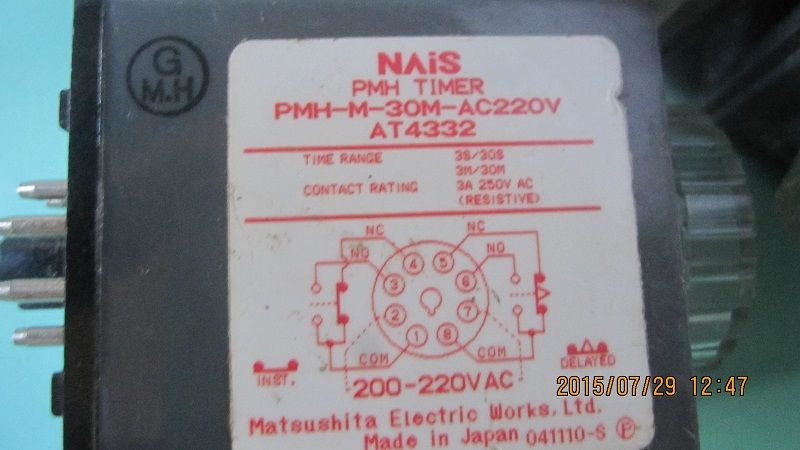 G
M.H
NAiS
PMH TIMER
PMH-M-30M-AC220V
AT4332
TIME RANGE 3S/30S
3M/30M
CONTACT RATING 3A 250V AC
(RESISTIVE)
NC NC
NO NO
4 5
3 6
2 7
1 8
COM COM
INST. DELAYED
200-220VAC
2015/07/29 12:47
Matsushita Electric Works, Ltd.
Made in Japan 041110-S P